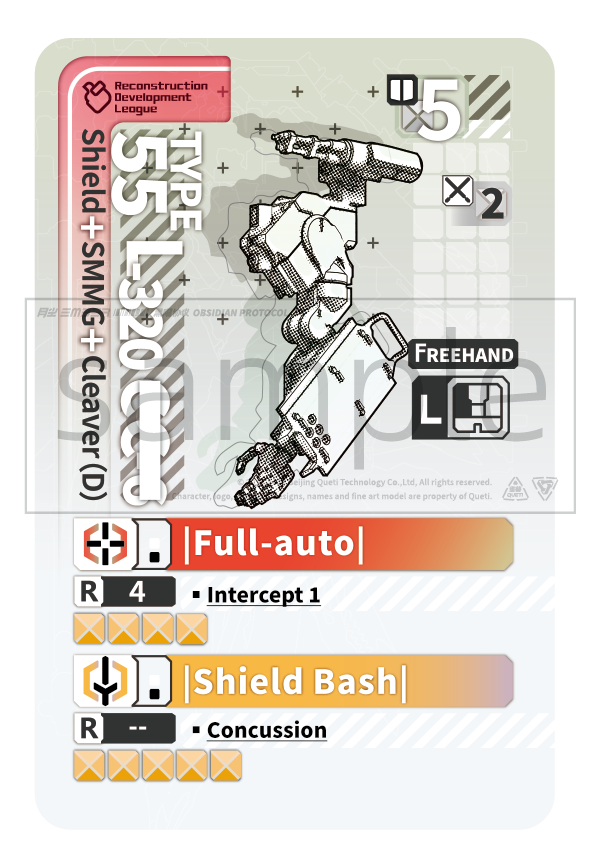 Reconstruction
Development
League
5
2
TYPE
55 L-320
Shield+SMMG+Cleaver(D)
OBSIDIAN PROTOCOL
sample
FREEHAND
L
eijing Queti Technology Co.,Ltd, All rights reserved.
character, logo, designs, names and fine art model are property of Queti.
QUETI
|Full-auto|
R 4
▪ Intercept 1
|Shield Bash|
R --
▪ Concussion